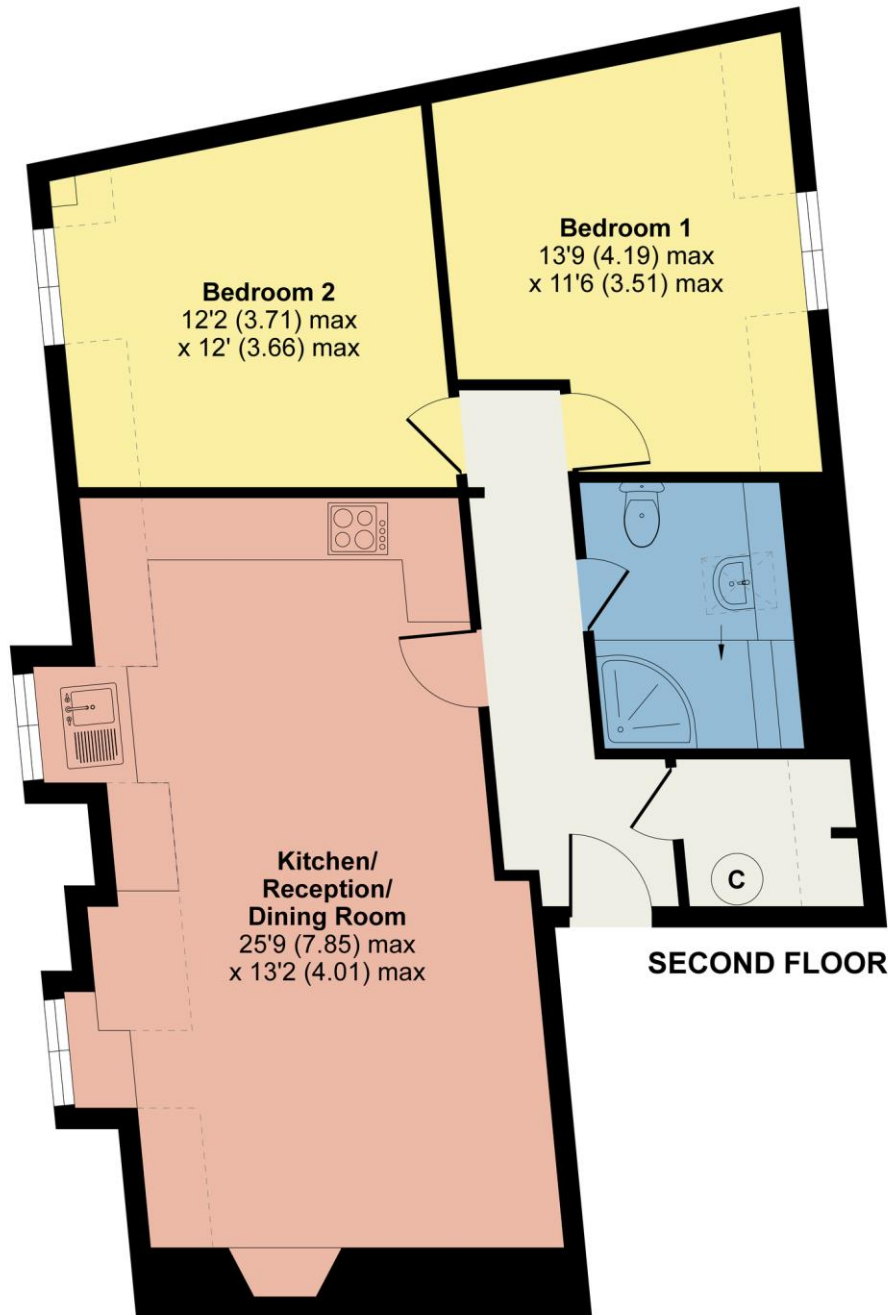 Bedroom 1
13'9 (4.19) max
x 11'6 (3.51) max
Bedroom 2
12'2 (3.71) max
x 12' (3.66) max
Kitchen/
Reception/
Dining Room
25'9 (7.85) max
x 13'2 (4.01) max
C
SECOND FLOOR